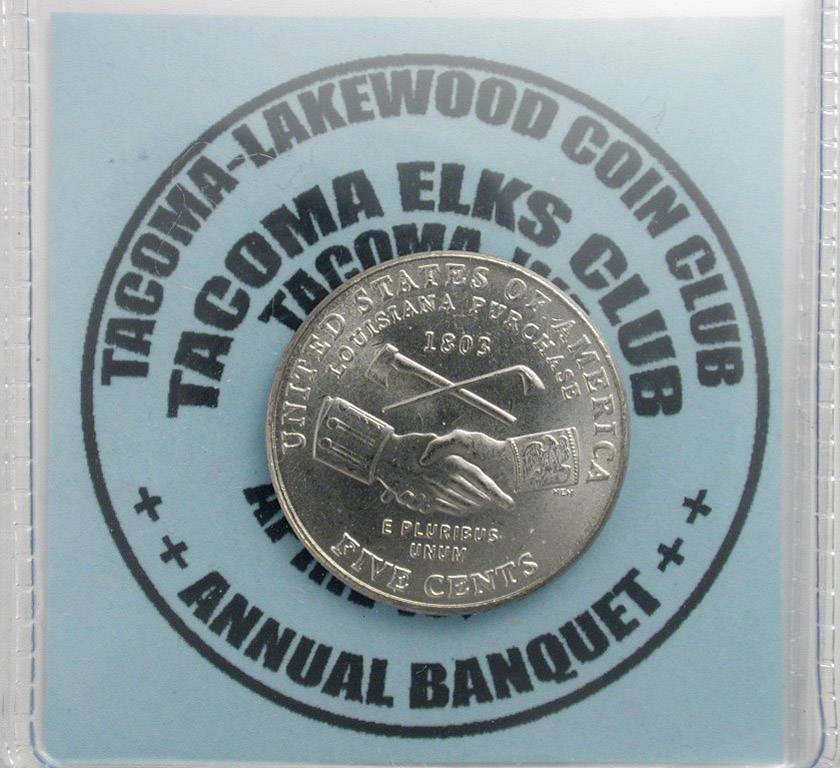 TACOMA-LAKEWOOD COIN CLUB
TACOMA ELKS CLUB
TACOMA,
UNITED STATES OF AMERICA
LOUISIANA PURCHASE
1803
E PLURIBUS
UNUM
FIVE CENTS
++ ANNUAL BANQUET ++